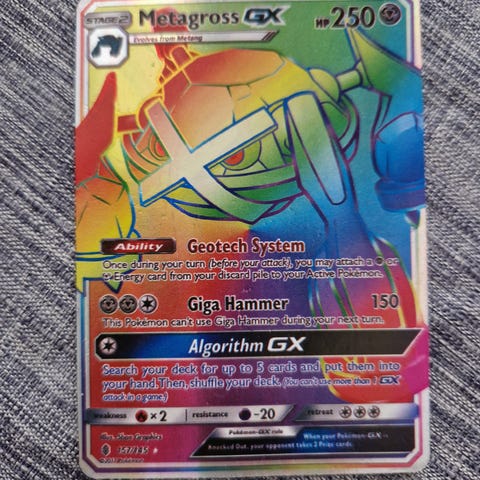 STAGE 2 Metagross GX HP 250
Evolves from Metang
Ability Geotech System
Once during your turn (before your attack), you may attach a or
Energy card from your discard pile to your Active Pokémon.
Giga Hammer 150
This Pokémon can't use Giga Hammer during your next turn.
Algorithm GX
Search your deck for up to 5 cards and put them into
your hand. Then, shuffle your deck. (You can't use more than 1 GX
attack in a game.)
weakness ×2 resistance -20 retreat
Pokémon-GX rule When your Pokémon-GX is
Knocked Out, your opponent takes 2 Prize cards.
Illus. 5ban Graphics
157/145